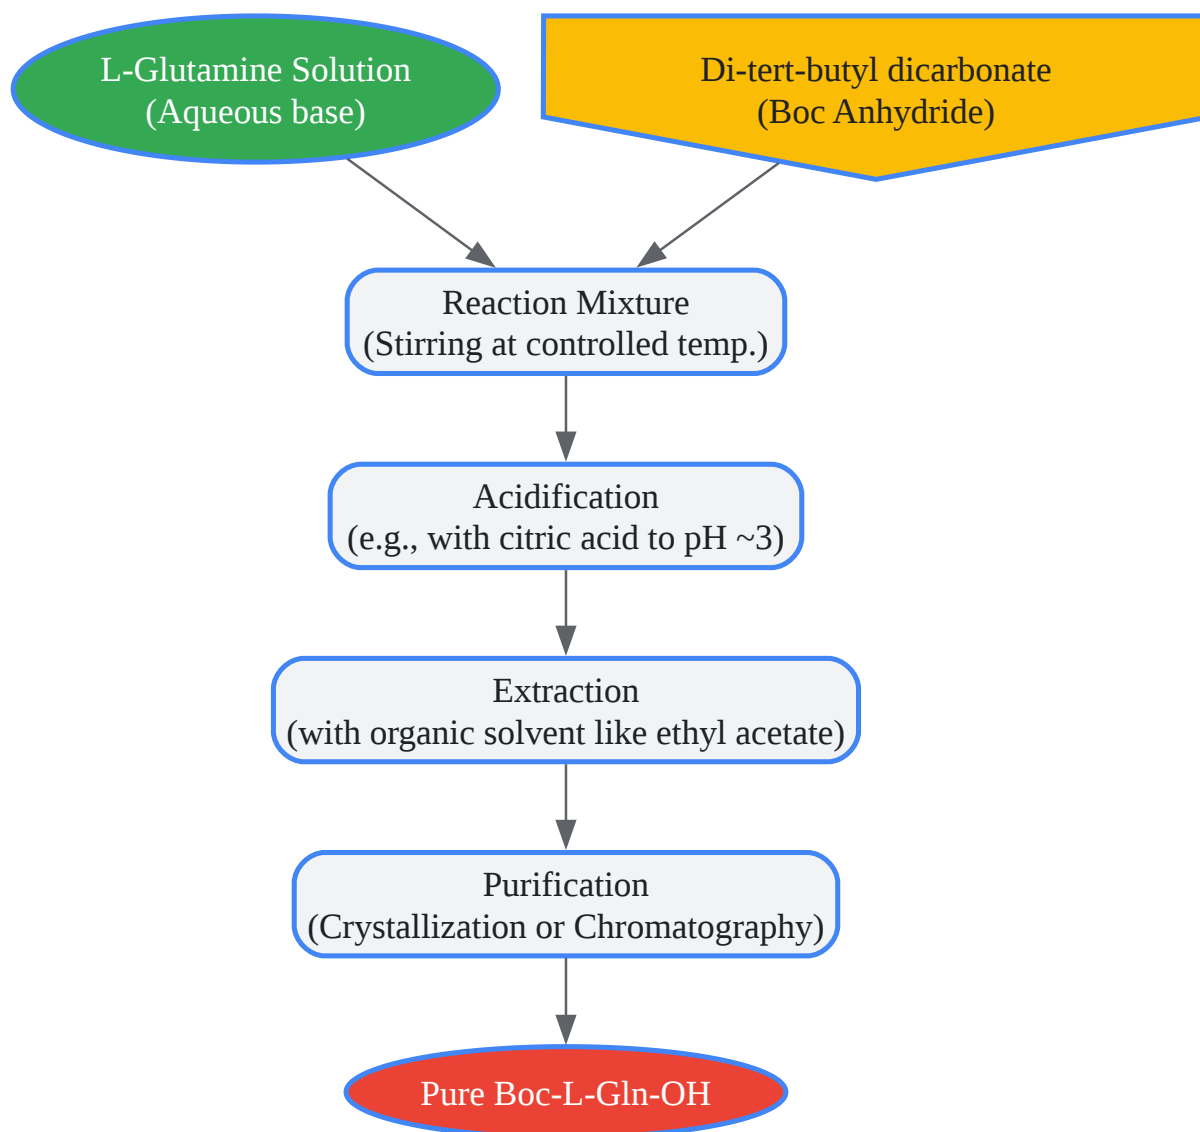 L-Glutamine Solution
(Aqueous base)
Di-tert-butyl dicarbonate
(Boc Anhydride)
Reaction Mixture
(Stirring at controlled temp.)
Acidification
(e.g., with citric acid to pH ~3)
Extraction
(with organic solvent like ethyl acetate)
Purification
(Crystallization or Chromatography)
Pure Boc-L-Gln-OH